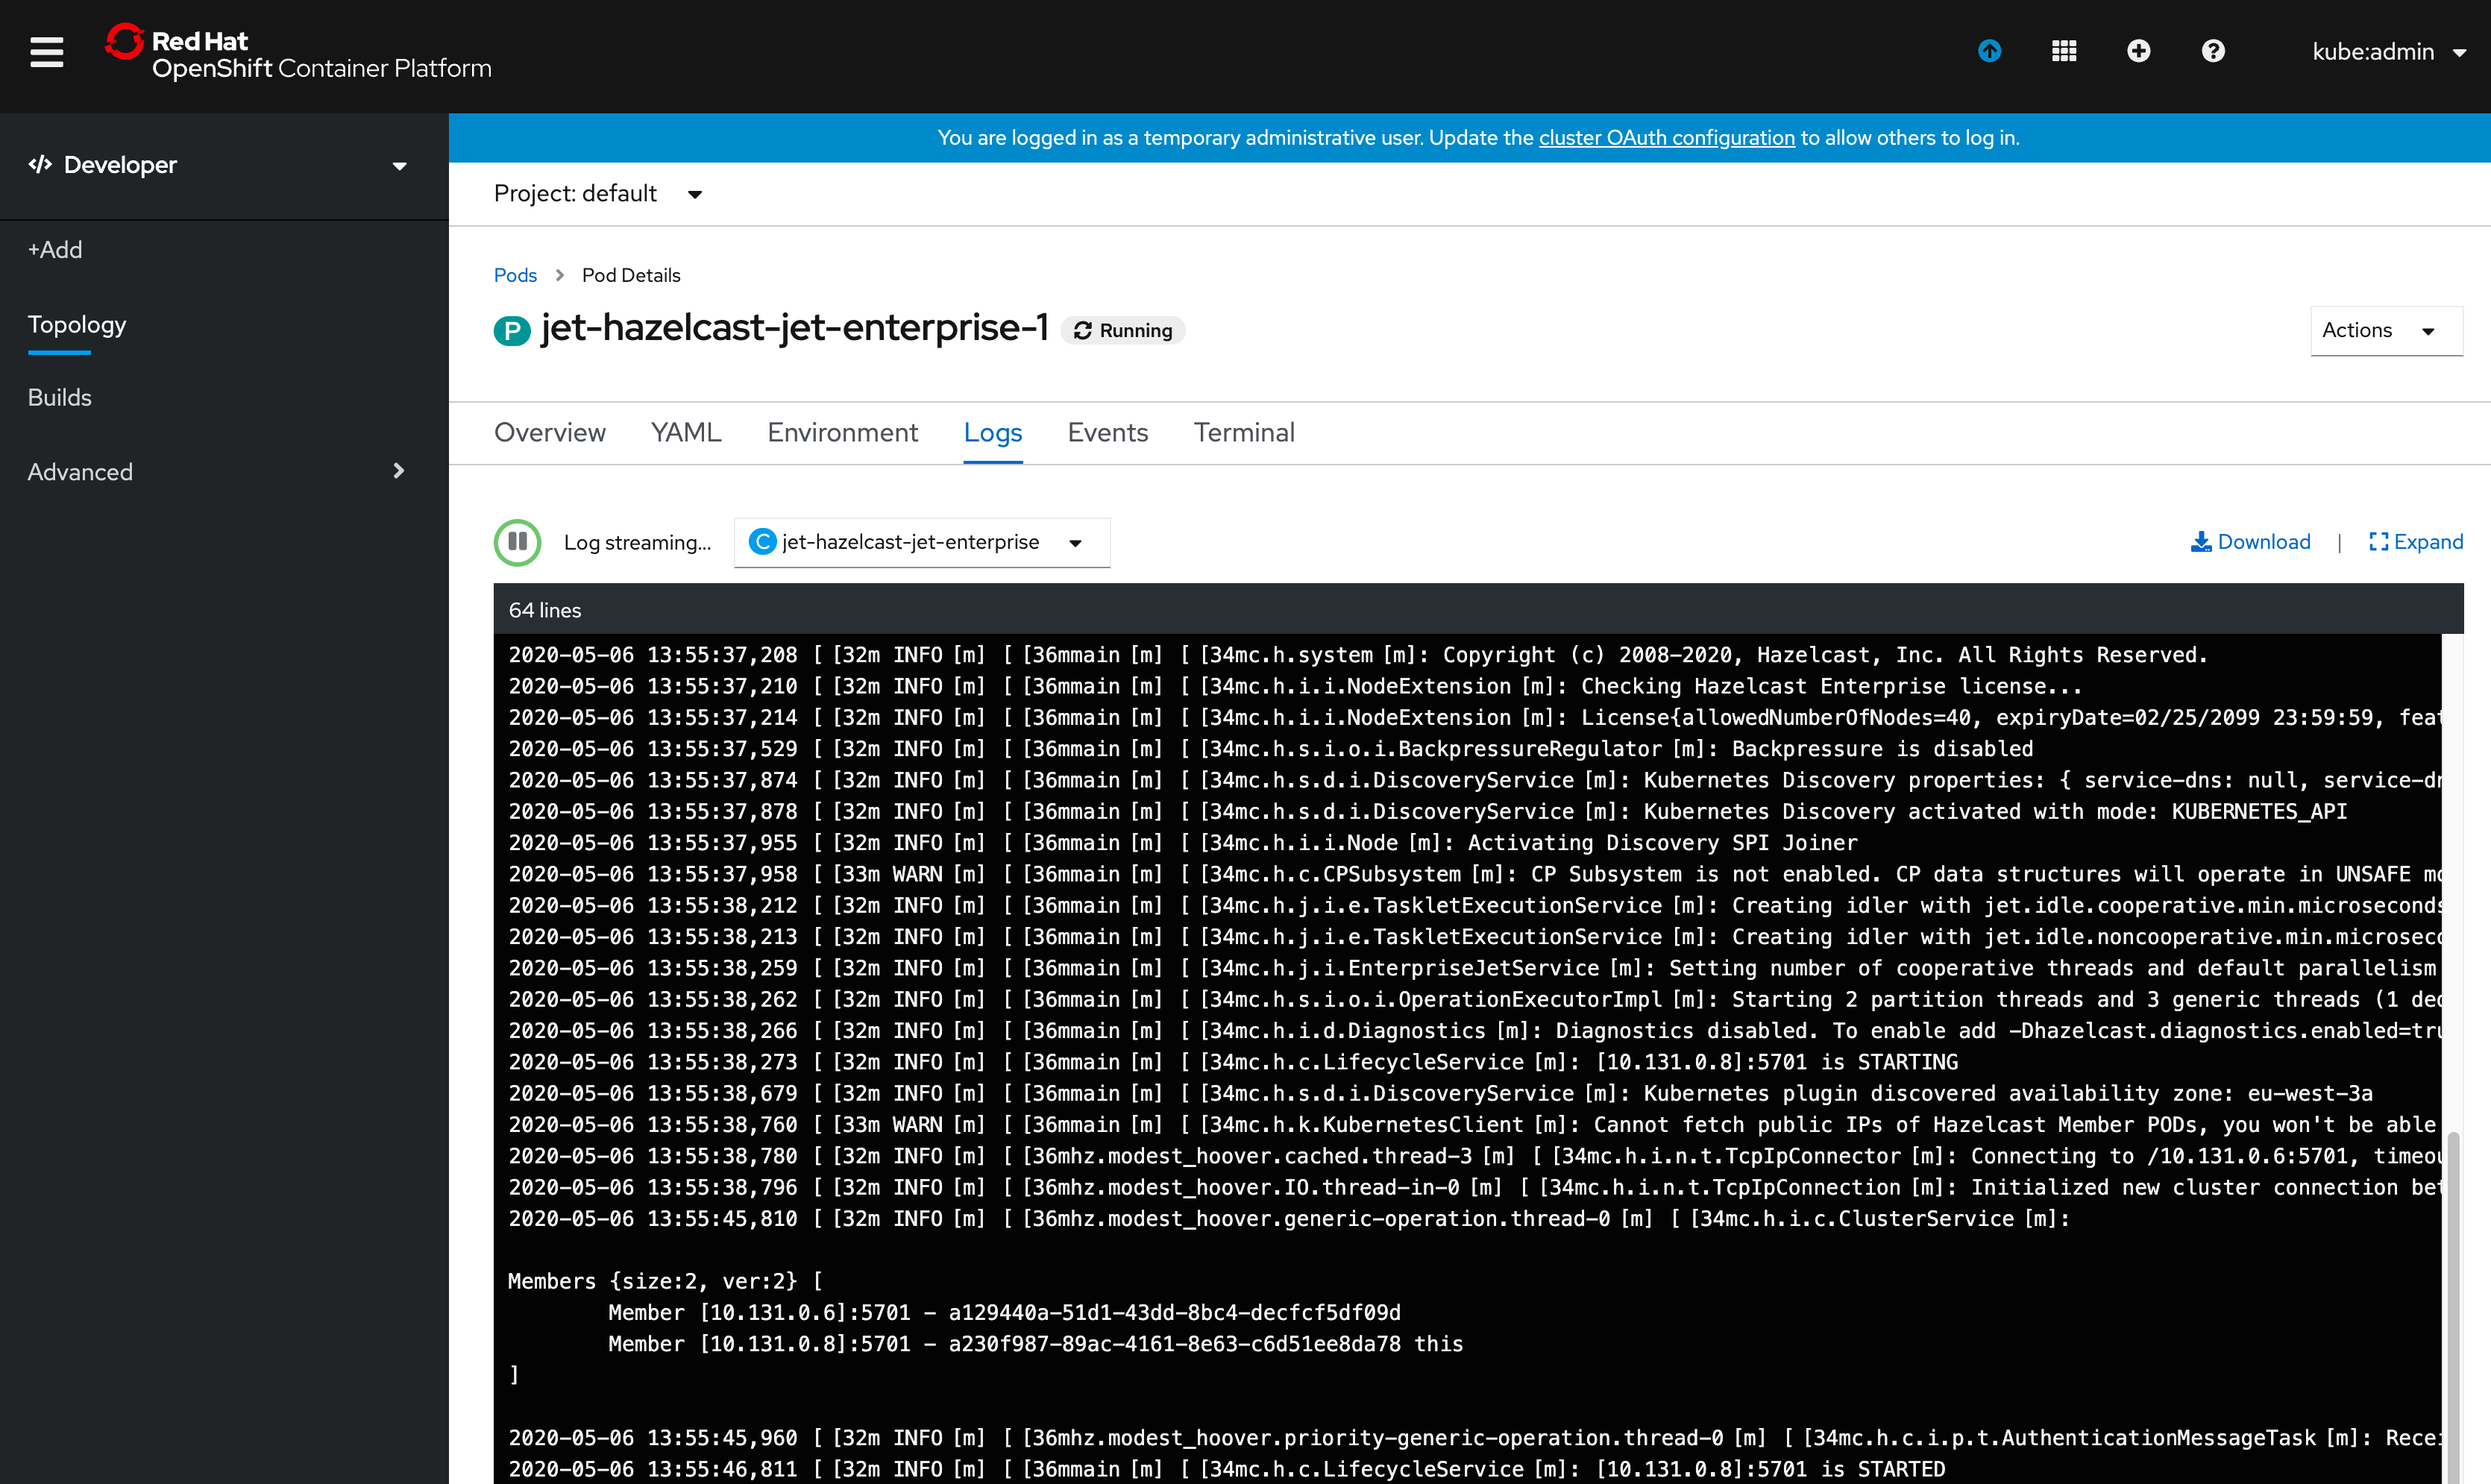 Red Hat
OpenShift Container Platform
kube:admin
You are logged in as a temporary administrative user. Update the cluster OAuth configuration to allow others to log in.
Developer
+Add
Topology
Builds
Advanced
Project: default
Pods > Pod Details
P jet-hazelcast-jet-enterprise-1 Running
Actions
Overview YAML Environment Logs Events Terminal
Log streaming... C jet-hazelcast-jet-enterprise
Download | Expand
64 lines
2020-05-06 13:55:37,208 [ [32m INFO [m] [ [36mmain [m] [ [34mc.h.system [m]: Copyright (c) 2008-2020, Hazelcast, Inc. All Rights Reserved.
2020-05-06 13:55:37,210 [ [32m INFO [m] [ [36mmain [m] [ [34mc.h.i.i.NodeExtension [m]: Checking Hazelcast Enterprise license...
2020-05-06 13:55:37,214 [ [32m INFO [m] [ [36mmain [m] [ [34mc.h.i.i.NodeExtension [m]: License{allowedNumberOfNodes=40, expiryDate=02/25/2099 23:59:59, feat
2020-05-06 13:55:37,529 [ [32m INFO [m] [ [36mmain [m] [ [34mc.h.s.i.o.i.BackpressureRegulator [m]: Backpressure is disabled
2020-05-06 13:55:37,874 [ [32m INFO [m] [ [36mmain [m] [ [34mc.h.s.d.i.DiscoveryService [m]: Kubernetes Discovery properties: { service-dns: null, service-dn
2020-05-06 13:55:37,878 [ [32m INFO [m] [ [36mmain [m] [ [34mc.h.s.d.i.DiscoveryService [m]: Kubernetes Discovery activated with mode: KUBERNETES_API
2020-05-06 13:55:37,955 [ [32m INFO [m] [ [36mmain [m] [ [34mc.h.i.i.Node [m]: Activating Discovery SPI Joiner
2020-05-06 13:55:37,958 [ [33m WARN [m] [ [36mmain [m] [ [34mc.h.c.CPSubsystem [m]: CP Subsystem is not enabled. CP data structures will operate in UNSAFE mo
2020-05-06 13:55:38,212 [ [32m INFO [m] [ [36mmain [m] [ [34mc.h.j.i.e.TaskletExecutionService [m]: Creating idler with jet.idle.cooperative.min.microseconds
2020-05-06 13:55:38,213 [ [32m INFO [m] [ [36mmain [m] [ [34mc.h.j.i.e.TaskletExecutionService [m]: Creating idler with jet.idle.noncooperative.min.microseco
2020-05-06 13:55:38,259 [ [32m INFO [m] [ [36mmain [m] [ [34mc.h.j.i.EnterpriseJetService [m]: Setting number of cooperative threads and default parallelism
2020-05-06 13:55:38,262 [ [32m INFO [m] [ [36mmain [m] [ [34mc.h.s.i.o.i.OperationExecutorImpl [m]: Starting 2 partition threads and 3 generic threads (1 ded
2020-05-06 13:55:38,266 [ [32m INFO [m] [ [36mmain [m] [ [34mc.h.i.d.Diagnostics [m]: Diagnostics disabled. To enable add -Dhazelcast.diagnostics.enabled=tru
2020-05-06 13:55:38,273 [ [32m INFO [m] [ [36mmain [m] [ [34mc.h.c.LifecycleService [m]: [10.131.0.8]:5701 is STARTING
2020-05-06 13:55:38,679 [ [32m INFO [m] [ [36mmain [m] [ [34mc.h.s.d.i.DiscoveryService [m]: Kubernetes plugin discovered availability zone: eu-west-3a
2020-05-06 13:55:38,760 [ [33m WARN [m] [ [36mmain [m] [ [34mc.h.k.KubernetesClient [m]: Cannot fetch public IPs of Hazelcast Member PODs, you won't be able
2020-05-06 13:55:38,780 [ [32m INFO [m] [ [36mhz.modest_hoover.cached.thread-3 [m] [ [34mc.h.i.n.t.TcpIpConnector [m]: Connecting to /10.131.0.6:5701, timeou
2020-05-06 13:55:38,796 [ [32m INFO [m] [ [36mhz.modest_hoover.IO.thread-in-0 [m] [ [34mc.h.i.n.t.TcpIpConnection [m]: Initialized new cluster connection bet
2020-05-06 13:55:45,810 [ [32m INFO [m] [ [36mhz.modest_hoover.generic-operation.thread-0 [m] [ [34mc.h.i.c.ClusterService [m]:
Members {size:2, ver:2} [
Member [10.131.0.6]:5701 - a129440a-51d1-43dd-8bc4-decfcf5df09d
Member [10.131.0.8]:5701 - a230f987-89ac-4161-8e63-c6d51ee8da78 this
]
2020-05-06 13:55:45,960 [ [32m INFO [m] [ [36mhz.modest_hoover.priority-generic-operation.thread-0 [m] [ [34mc.h.c.i.p.t.AuthenticationMessageTask [m]: Recei
2020-05-06 13:55:46,811 [ [32m INFO [m] [ [36mmain [m] [ [34mc.h.c.LifecycleService [m]: [10.131.0.8]:5701 is STARTED